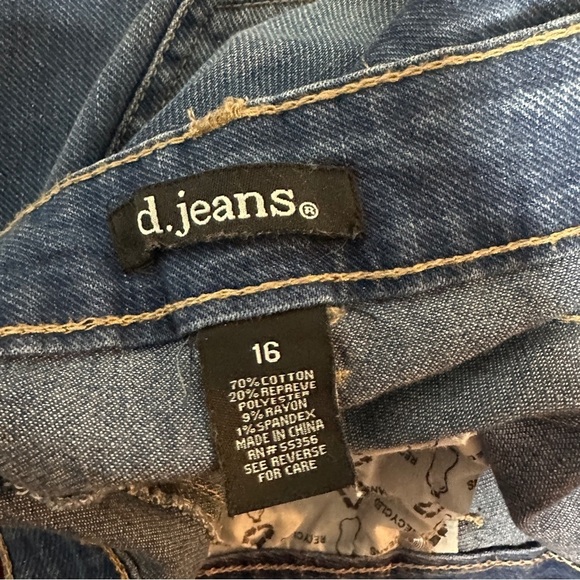 d.jeans®
16
70% COTTON
20% REPREVE
POLYESTER
9% RAYON
1% SPANDEX
MADE IN CHINA
RN# 55356
SEE REVERSE
FOR CARE
RECYCLE